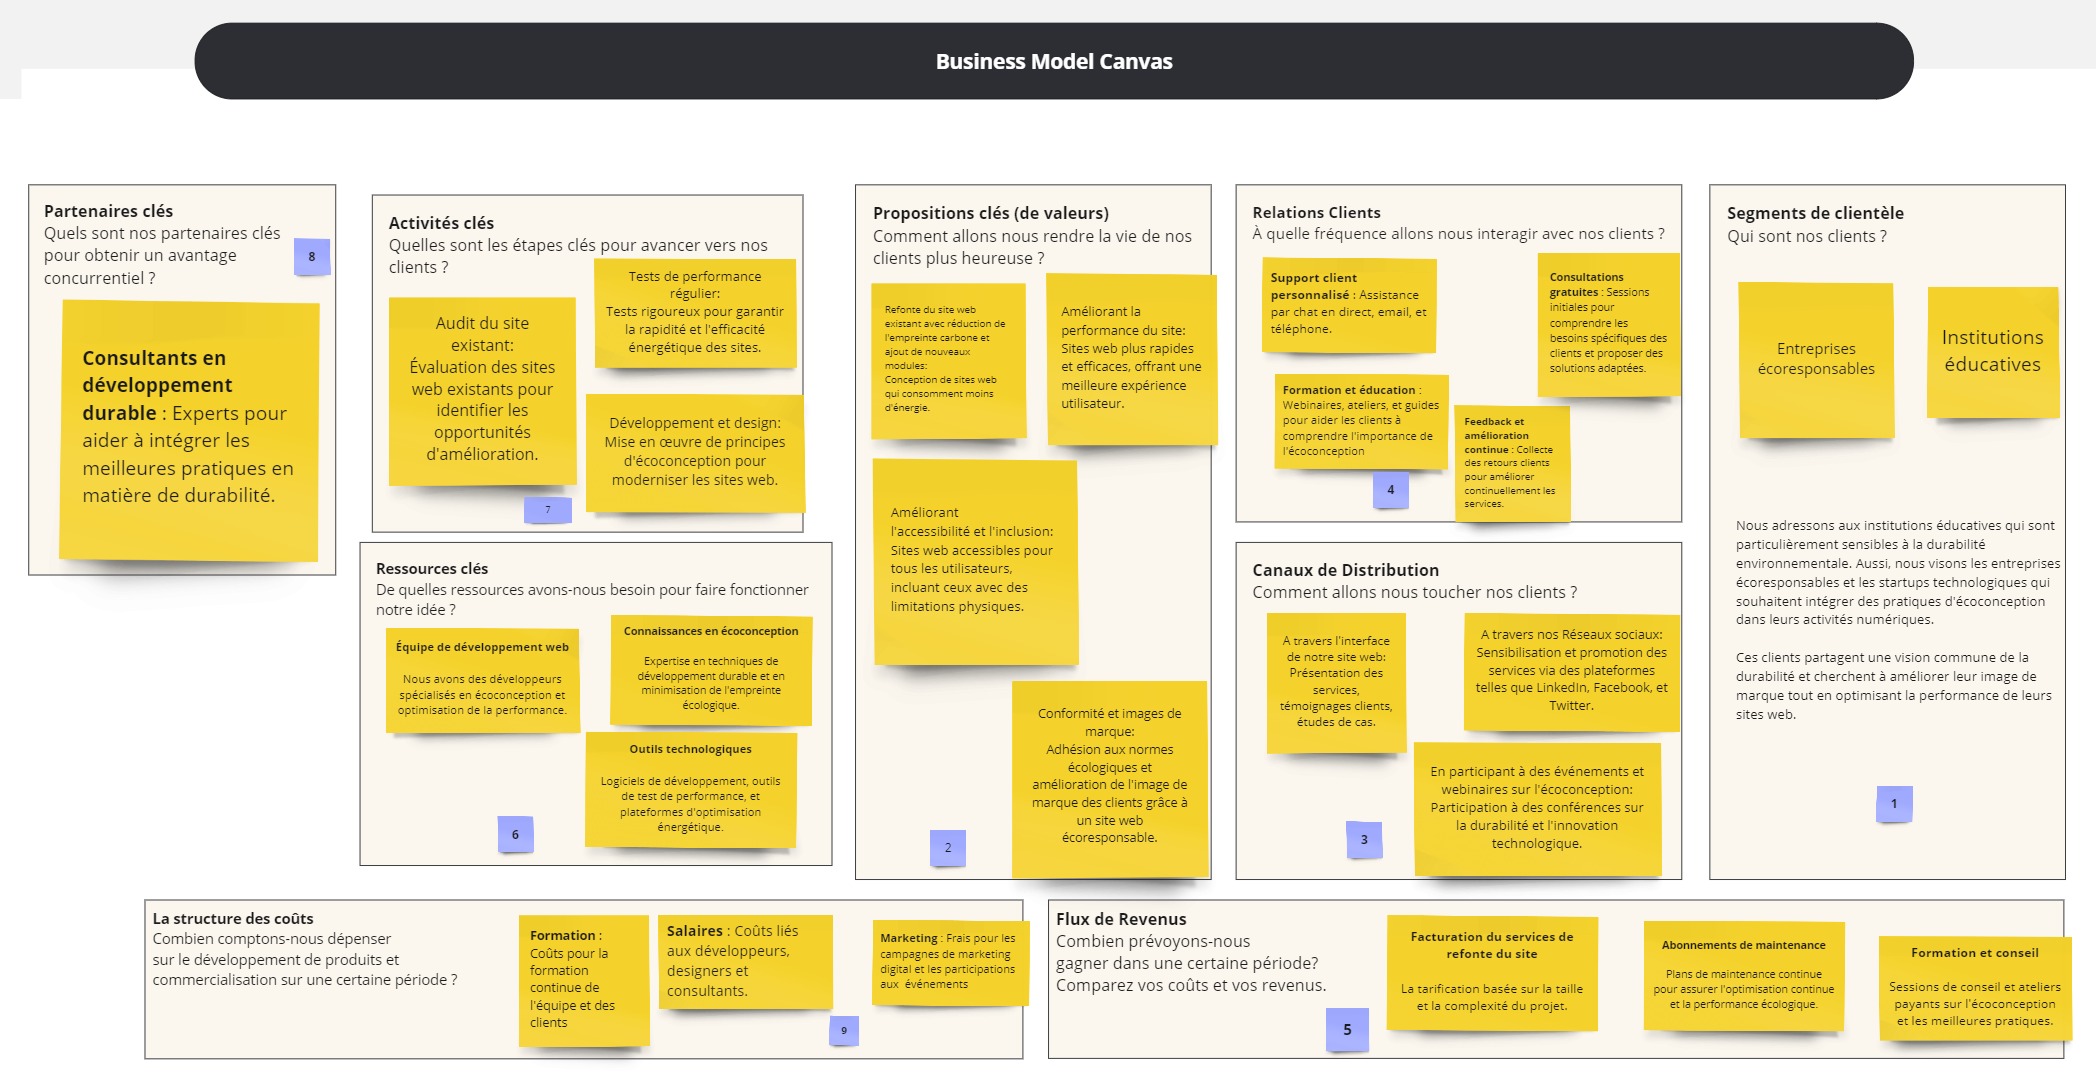 Business Model Canvas
Partenaires clés
Quels sont nos partenaires clés
pour obtenir un avantage
concurrentiel ?
8
Consultants en
développement
durable : Experts pour
aider à intégrer les
meilleures pratiques en
matière de durabilité.
Activités clés
Quelles sont les étapes clés pour avancer vers nos
clients ?
Audit du site
existant:
Évaluation des sites
web existants pour
identifier les
opportunités
d'amélioration.
Tests de performance
régulier:
Tests rigoureux pour garantir
la rapidité et l'efficacité
énergétique des sites.
Développement et design:
Mise en œuvre de principes
d'écoconception pour
moderniser les sites web.
7
Ressources clés
De quelles ressources avons-nous besoin pour faire fonctionner
notre idée ?
Équipe de développement web
Nous avons des développeurs
spécialisés en écoconception et
optimisation de la performance.
Connaissances en écoconception
Expertise en techniques de
développement durable et en
minimisation de l'empreinte
écologique.
Outils technologiques
Logiciels de développement, outils
de test de performance, et
plateformes d'optimisation
énergétique.
6
Propositions clés (de valeurs)
Comment allons nous rendre la vie de nos
clients plus heureuse ?
Refonte du site web
existant avec réduction de
l'empreinte carbone et
ajout de nouveaux
modules:
Conception de sites web
qui consomment moins
d'énergie.
Améliorant la
performance du site:
Sites web plus rapides
et efficaces, offrant une
meilleure expérience
utilisateur.
Améliorant
l'accessibilité et l'inclusion:
Sites web accessibles pour
tous les utilisateurs,
incluant ceux avec des
limitations physiques.
Conformité et images de
marque:
Adhésion aux normes
écologiques et
amélioration de l'image de
marque des clients grâce à
un site web
écoresponsable.
2
Relations Clients
À quelle fréquence allons nous interagir avec nos clients ?
Support client
personnalisé : Assistance
par chat en direct, email, et
téléphone.
Consultations
gratuites : Sessions
initiales pour
comprendre les
besoins spécifiques des
clients et proposer des
solutions adaptées.
Formation et éducation :
Webinaires, ateliers, et guides
pour aider les clients à
comprendre l'importance de
l'écoconception
Feedback et
amélioration
continue : Collecte
des retours clients
pour améliorer
continuellement les
services.
4
Canaux de Distribution
Comment allons nous toucher nos clients ?
A travers l'interface
de notre site web:
Présentation des
services,
témoignages clients,
études de cas.
A travers nos Réseaux sociaux:
Sensibilisation et promotion des
services via des plateformes
telles que LinkedIn, Facebook, et
Twitter.
En participant à des événements et
webinaires sur l'écoconception:
Participation à des conférences sur
la durabilité et l'innovation
technologique.
3
Segments de clientèle
Qui sont nos clients ?
Entreprises
écoresponsables
Institutions
éducatives
Nous adressons aux institutions éducatives qui sont
particulièrement sensibles à la durabilité
environnementale. Aussi, nous visons les entreprises
écoresponsables et les startups technologiques qui
souhaitent intégrer des pratiques d'écoconception
dans leurs activités numériques.
Ces clients partagent une vision commune de la
durabilité et cherchent à améliorer leur image de
marque tout en optimisant la performance de leurs
sites web.
1
La structure des coûts
Combien comptons-nous dépenser
sur le développement de produits et
commercialisation sur une certaine période ?
Formation :
Coûts pour la
formation
continue de
l'équipe et des
clients
Salaires : Coûts liés
aux développeurs,
designers et
consultants.
Marketing : Frais pour les
campagnes de marketing
digital et les participations
aux événements
9
Flux de Revenus
Combien prévoyons-nous
gagner dans une certaine période?
Comparez vos coûts et vos revenus.
5
Facturation du services de
refonte du site
La tarification basée sur la taille
et la complexité du projet.
Abonnements de maintenance
Plans de maintenance continue
pour assurer l'optimisation continue
et la performance écologique.
Formation et conseil
Sessions de conseil et ateliers
payants sur l'écoconception
et les meilleures pratiques.